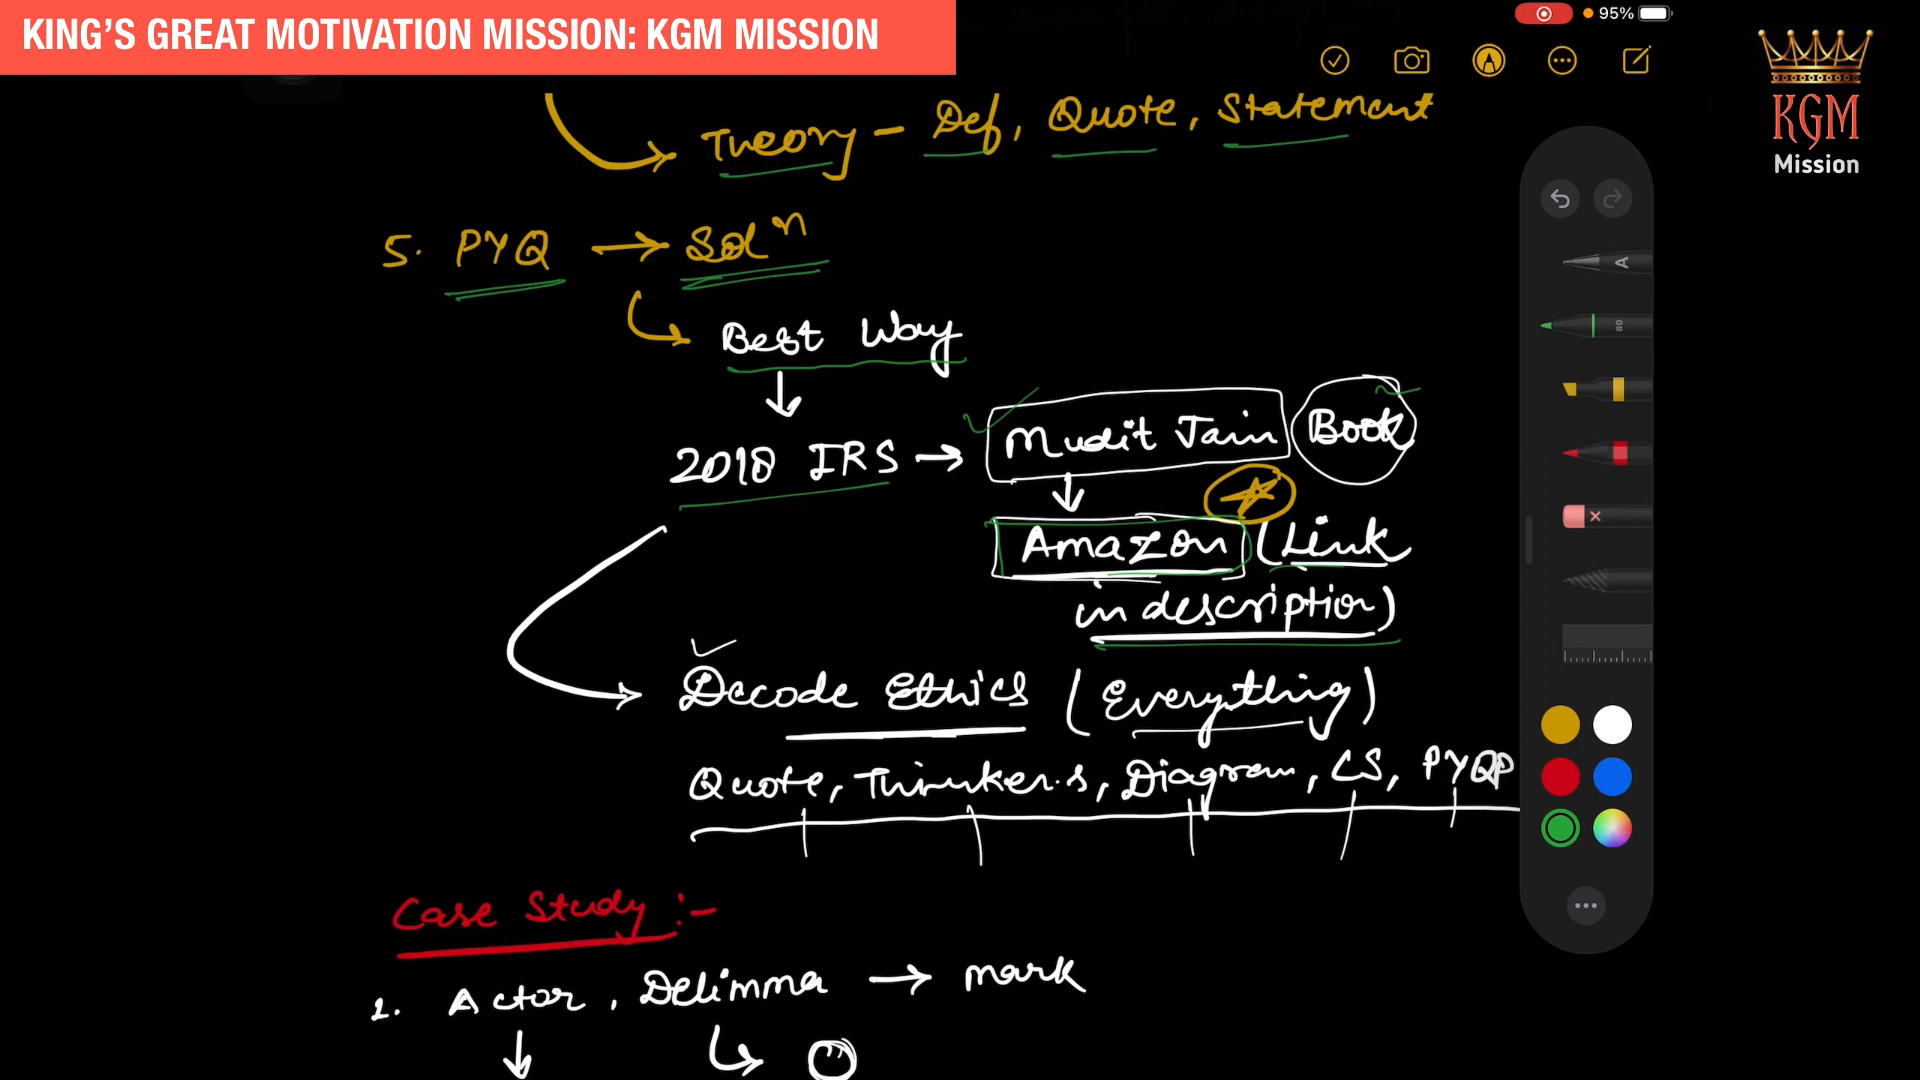 KING'S GREAT MOTIVATION MISSION: KGM MISSION
95%
KGM
Mission
Theory - Def, Quote, Statement
5. PYQ → Solⁿ
Best Way
2018 IRS → Mudit Jain Book
Amazon (Link
in description)
Decode Ethics (Everything)
Quote, Thinkers, Diagram, CS, PYQP
Case Study :-
1. Actor, Delimma → mark
A
80